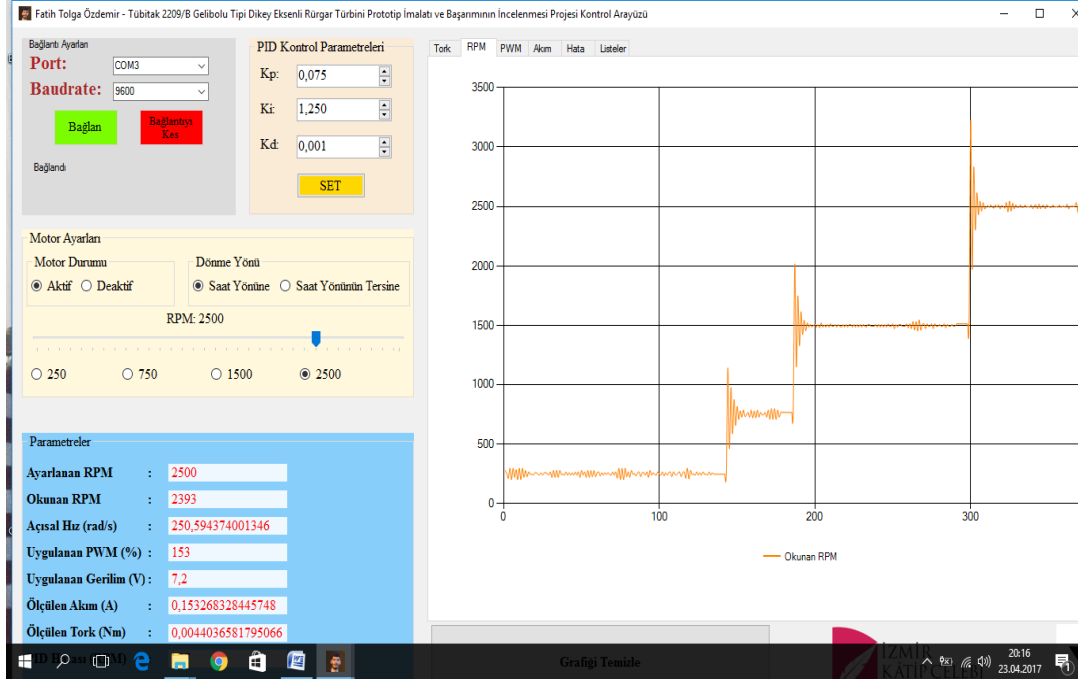 Fatih Tolga Özdemir - Tübitak 2209/B Gelibolu Tipi Dikey Eksenli Rürgar Türbini Prototip İmalatı ve Başarımının İncelenmesi Projesi Kontrol Arayüzü
Bağlantı Ayarları
Port:
COM3
Baudrate:
9600
Bağlan
Bağlantıyı
Kes
Bağlandı
PID Kontrol Parametreleri
Kp:
0,075
Ki:
1,250
Kd:
0,001
SET
Motor Ayarları
Motor Durumu
Aktif
Deaktif
Dönme Yönü
Saat Yönüne
Saat Yönünün Tersine
RPM: 2500
250
750
1500
2500
Parametreler
Ayarlanan RPM : 2500
Okunan RPM : 2393
Açısal Hız (rad/s) : 250,594374001346
Uygulanan PWM (%) : 153
Uygulanan Gerilim (V) : 7,2
Ölçülen Akım (A) : 0,153268328445748
Ölçülen Tork (Nm) : 0,0044036581795066
Tork
RPM
PWM
Akım
Hata
Listeler
3500
3000
2500
2000
1500
1000
500
0
0
100
200
300
Okunan RPM
Grafiği Temizle
İZMİR
KÂTİP ÇELEBİ
20:16
23.04.2017
1